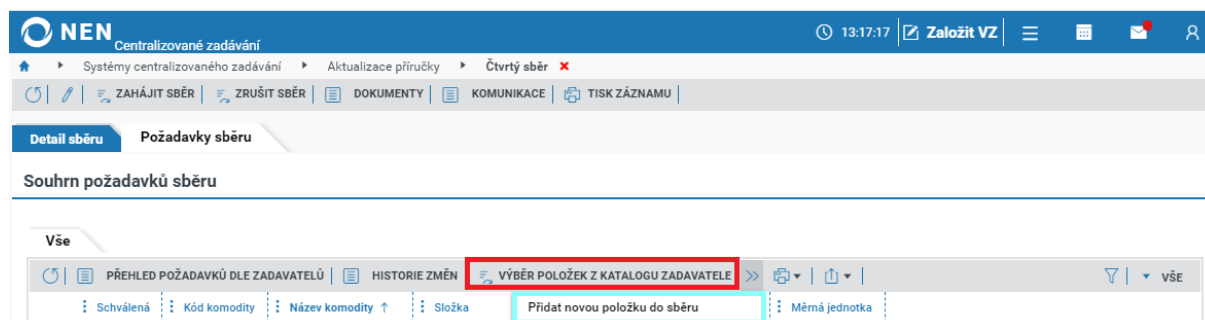 NEN
Centralizované zadávání
13:17:17 Založit VZ
Systémy centralizovaného zadávání Aktualizace příručky Čtvrtý sběr
ZAHÁJIT SBĚR ZRUŠIT SBĚR DOKUMENTY KOMUNIKACE TISK ZÁZNAMU
Detail sběru Požadavky sběru
Souhrn požadavků sběru
Vše
PŘEHLED POŽADAVKŮ DLE ZADAVATELŮ HISTORIE ZMĚN VÝBĚR POLOŽEK Z KATALOGU ZADAVATELE VŠE
Schválená Kód komodity Název komodity ↑ Složka Přidat novou položku do sběru Měrná jednotka